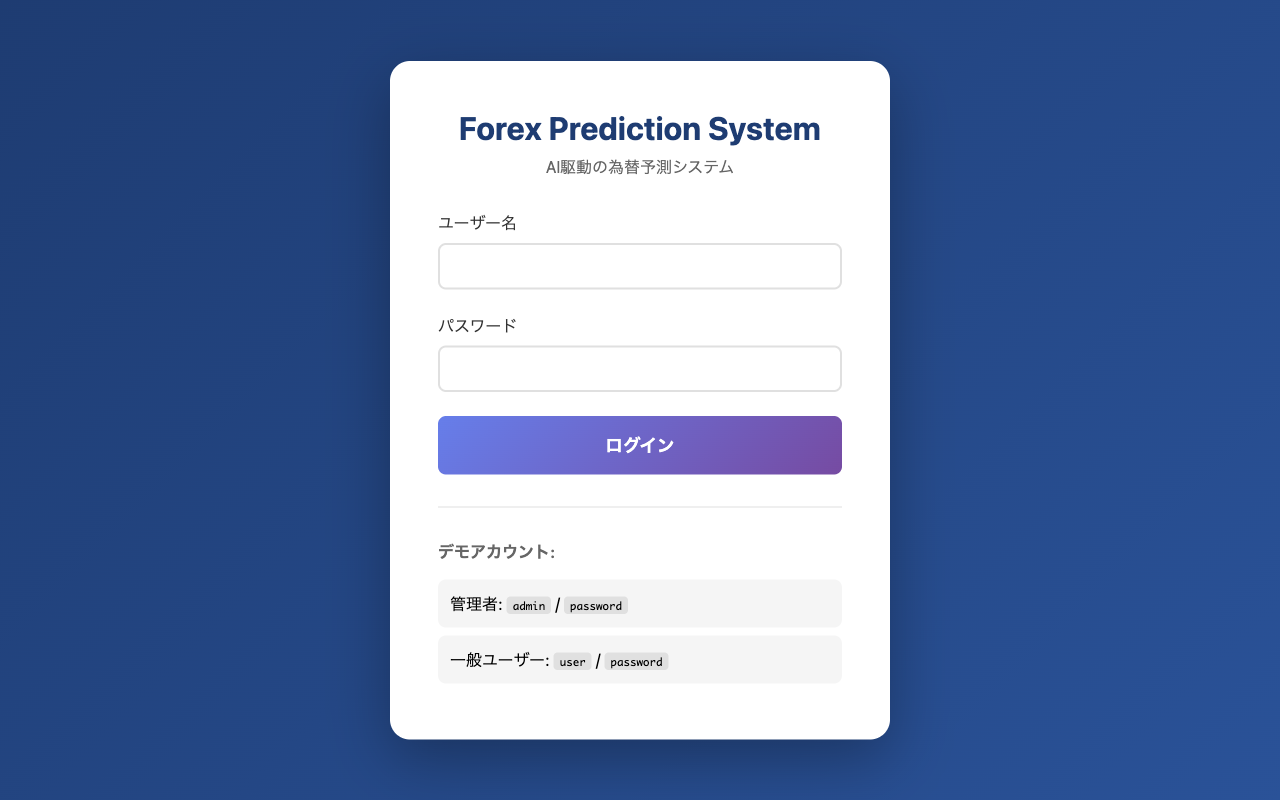 Forex Prediction System
AI駆動の為替予測システム
ユーザー名
パスワード
ログイン
デモアカウント:
管理者: admin / password
一般ユーザー: user / password